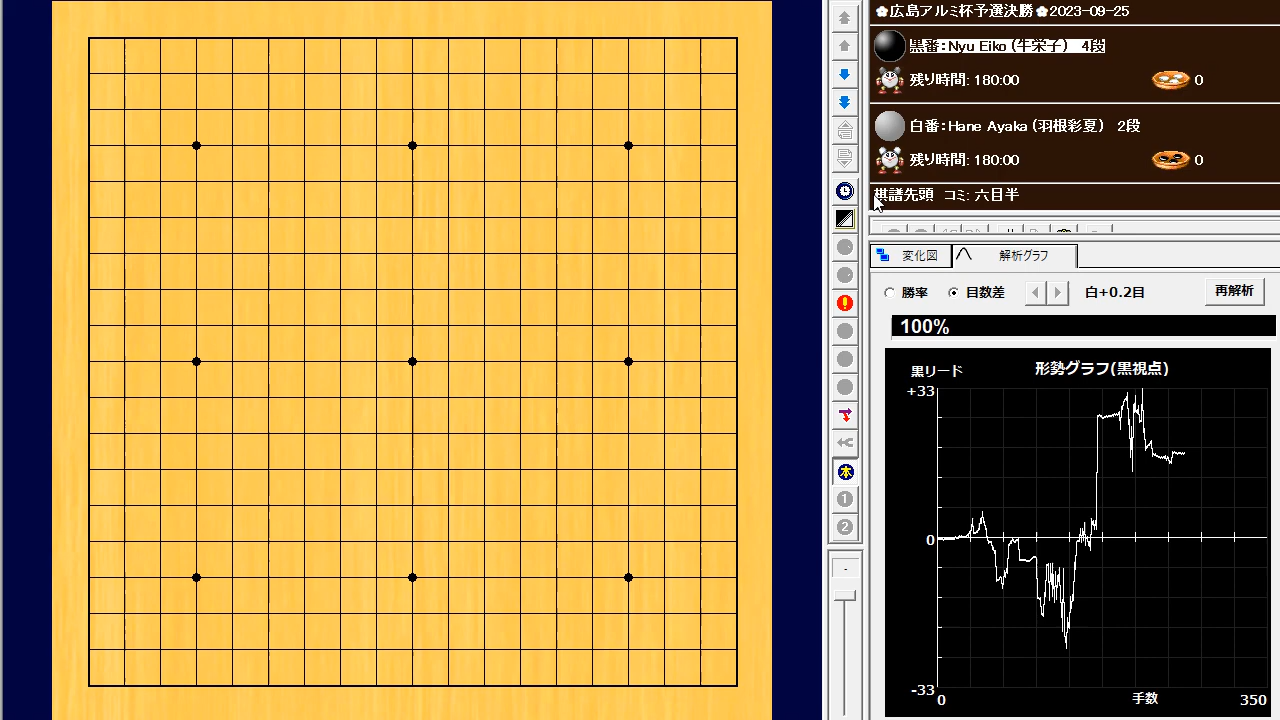 ✿広島アルミ杯予選決勝✿2023-09-25
黒番:Nyu Eiko (牛栄子) 4段
残り時間: 180:00
0
白番:Hane Ayaka (羽根彩夏) 2段
残り時間: 180:00
0
棋譜先頭 コミ: 六目半
変化図
解析グラフ
勝率
目数差
白+0.2目
再解析
100%
黒リード
形勢グラフ(黒視点)
+33
0
-33
0
手数
350
本
1
2
-